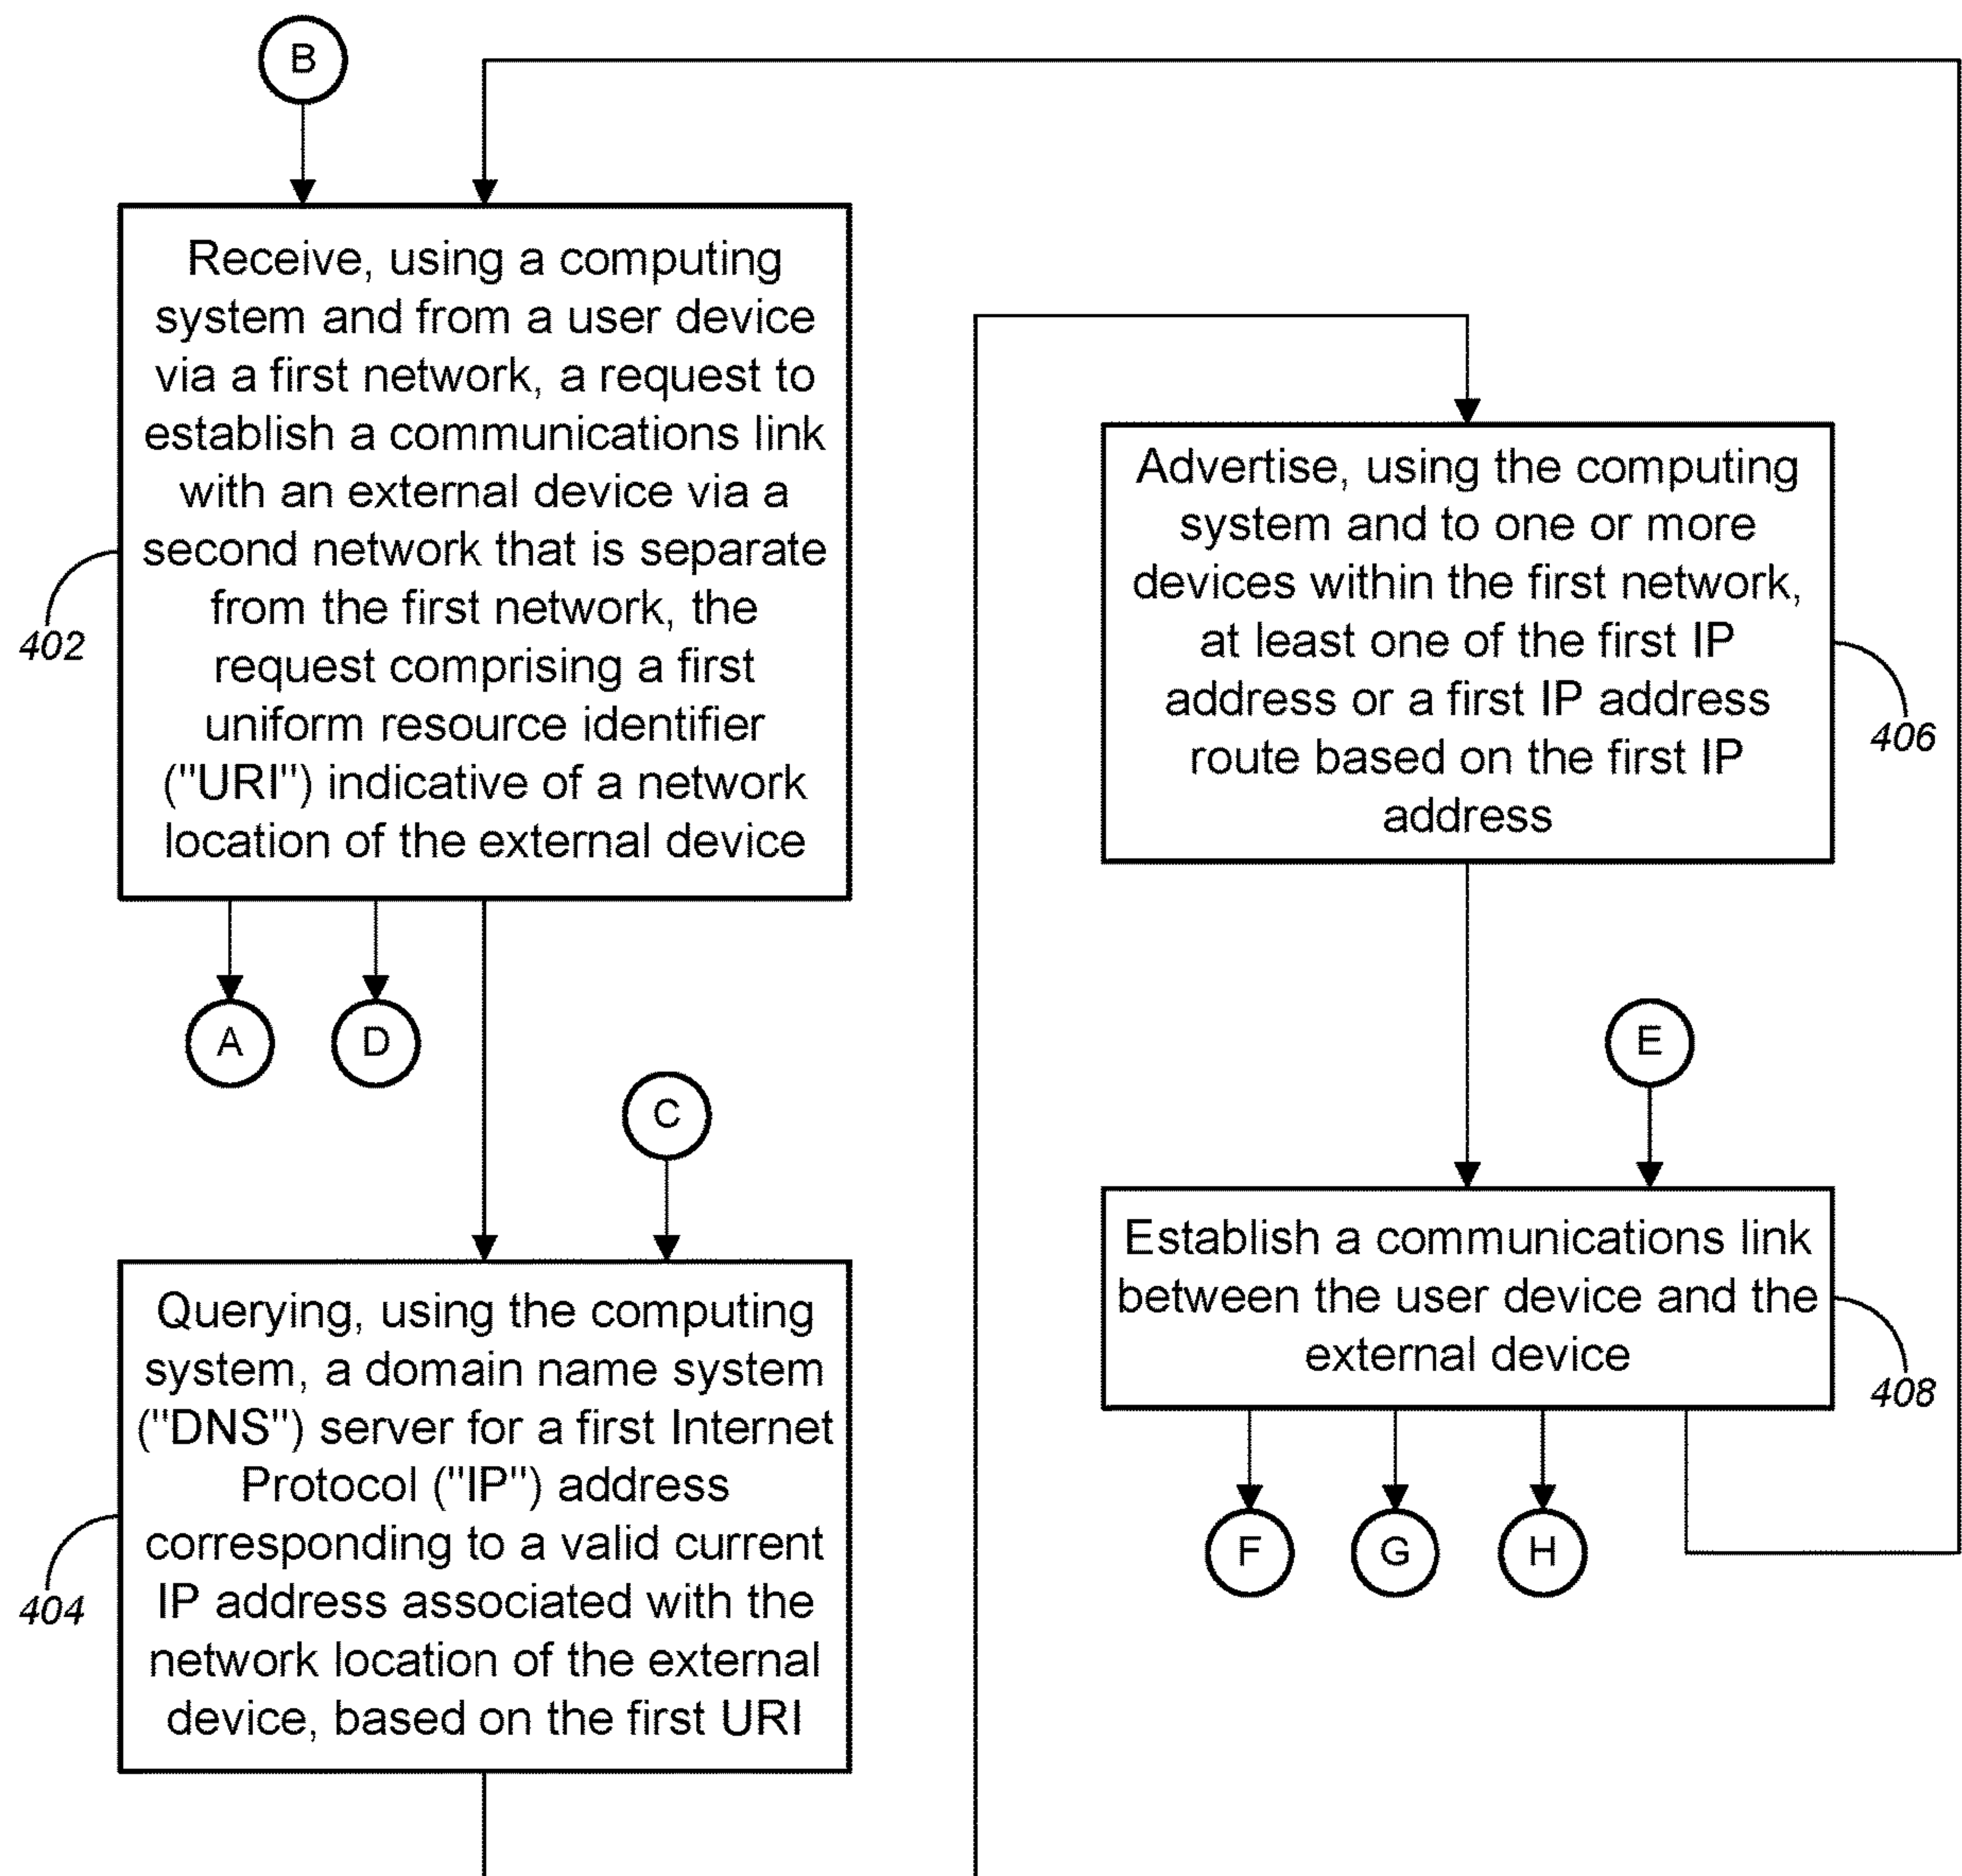 B
Receive, using a computing
system and from a user device
via a first network, a request to
establish a communications link
with an external device via a
second network that is separate
from the first network, the
request comprising a first
uniform resource identifier
("URI") indicative of a network
location of the external device
402
A
D
C
Querying, using the computing
system, a domain name system
("DNS") server for a first Internet
Protocol ("IP") address
corresponding to a valid current
IP address associated with the
network location of the external
device, based on the first URI
404
Advertise, using the computing
system and to one or more
devices within the first network,
at least one of the first IP
address or a first IP address
route based on the first IP
address
406
E
Establish a communications link
between the user device and the
external device
408
F
G
H